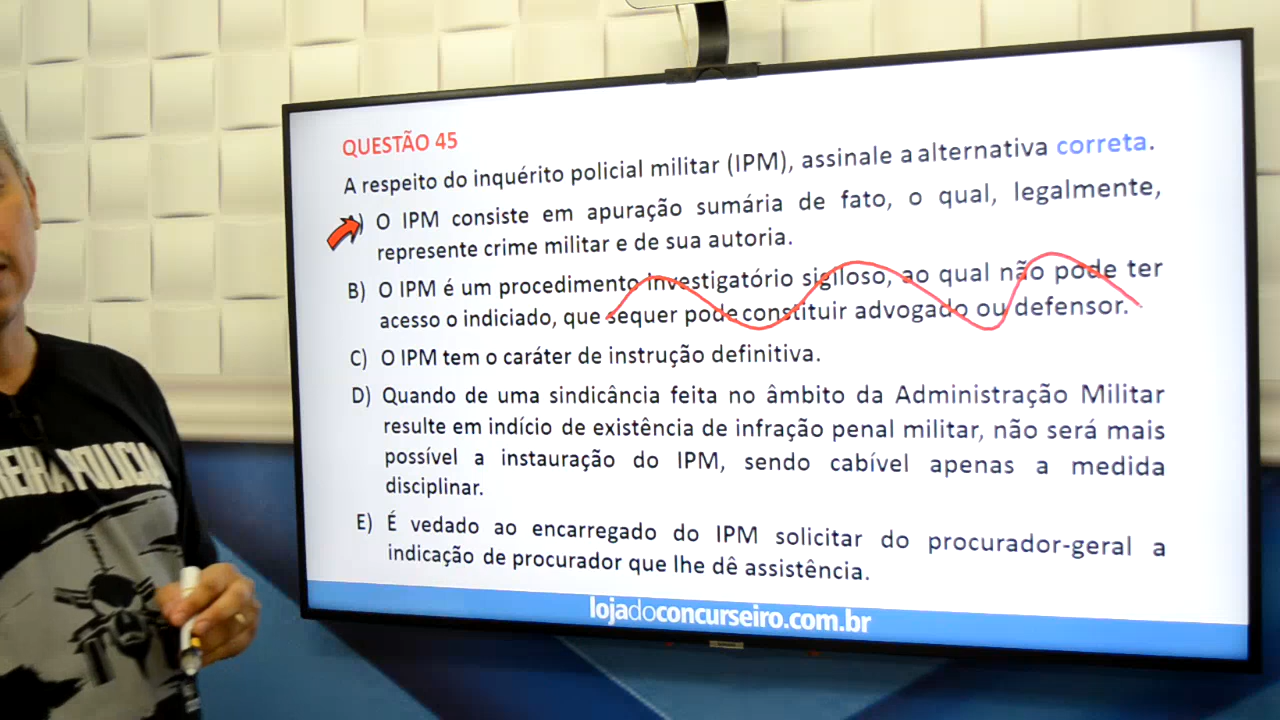 QUESTÃO 45
A respeito do inquérito policial militar (IPM), assinale a alternativa correta.
A) O IPM consiste em apuração sumária de fato, o qual, legalmente,
represente crime militar e de sua autoria.
B) O IPM é um procedimento investigatório sigiloso, ao qual não pode ter
acesso o indiciado, que sequer pode constituir advogado ou defensor.
C) O IPM tem o caráter de instrução definitiva.
D) Quando de uma sindicância feita no âmbito da Administração Militar
resulte em indício de existência de infração penal militar, não será mais
possível a instauração do IPM, sendo cabível apenas a medida
disciplinar.
E) É vedado ao encarregado do IPM solicitar do procurador-geral a
indicação de procurador que lhe dê assistência.
lojadoconcurseiro.com.br